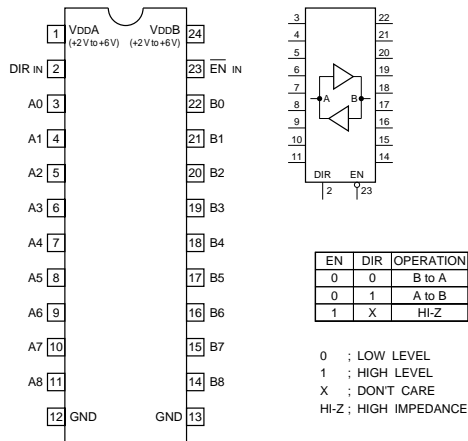 1 VDDA VDDB 24
(+2 V to +6 V) (+2 V to +6 V)
DIR IN 2 23 EN IN
A0 3 22 B0
A1 4 21 B1
A2 5 20 B2
A3 6 19 B3
A4 7 18 B4
A5 8 17 B5
A6 9 16 B6
A7 10 15 B7
A8 11 14 B8
12 GND GND 13
3 22
4 21
5 20
6 19
7 18
8 A B 17
9 16
10 15
11 14
DIR EN
2 23
EN DIR OPERATION
0 0 B to A
0 1 A to B
1 X HI-Z
0 ; LOW LEVEL
1 ; HIGH LEVEL
X ; DON'T CARE
HI-Z ; HIGH IMPEDANCE